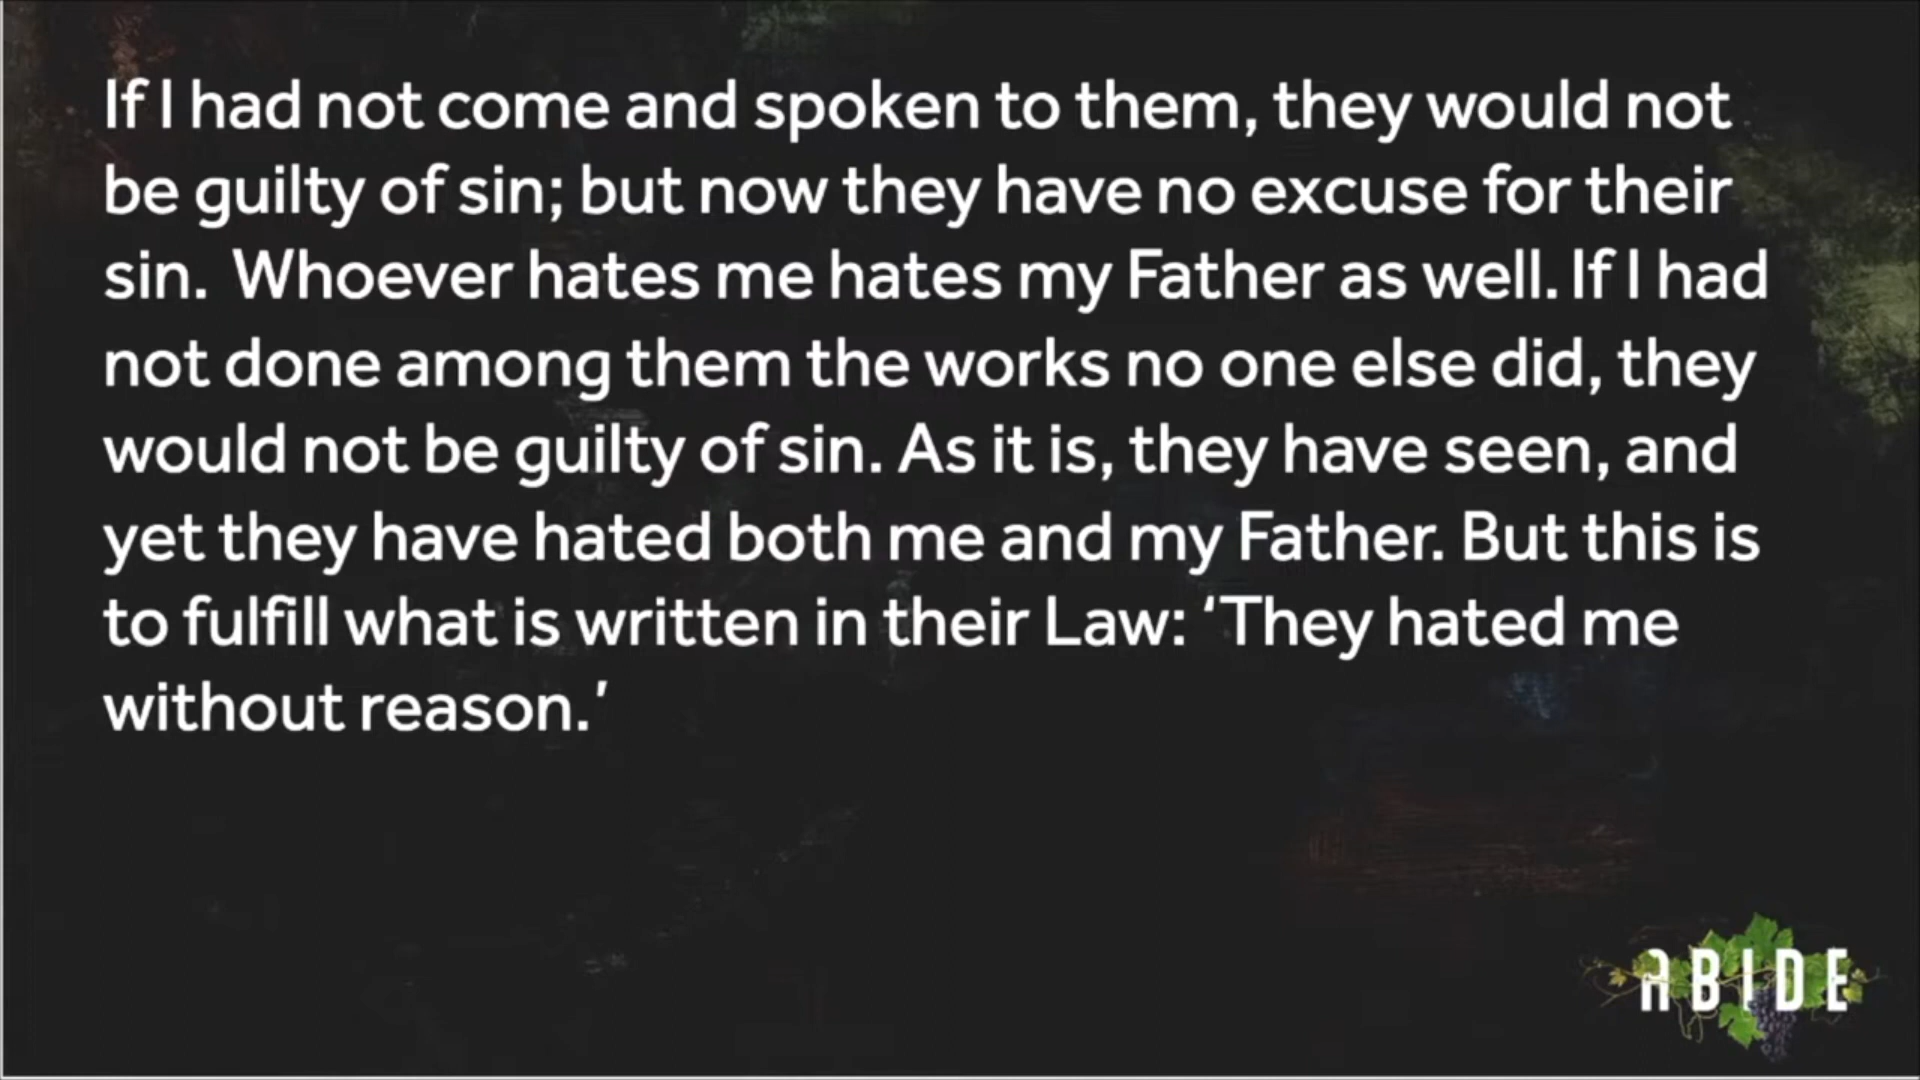 If I had not come and spoken to them, they would not
be guilty of sin; but now they have no excuse for their
sin.  Whoever hates me hates my Father as well. If I had
not done among them the works no one else did, they
would not be guilty of sin. As it is, they have seen, and
yet they have hated both me and my Father. But this is
to fulfill what is written in their Law: ‘They hated me
without reason.’
ABIDE